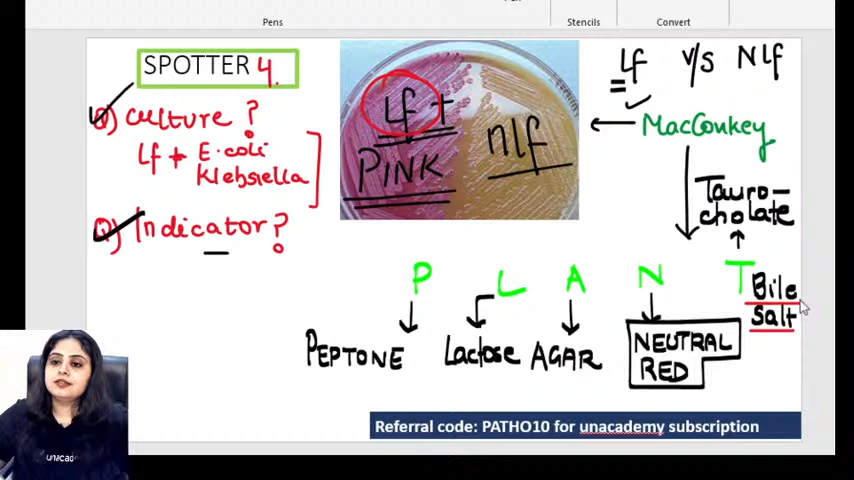 Pens
Stencils
Convert
SPOTTER 4.
Q) culture?
Lf + E.coli
Klebsiella
Q) Indicator?
Lf +
PINK
nlf
Lf v/s Nlf
MacConkey
Tauro-
cholate
P L A N T
Bile
Salt
PEPTONE
Lactose
AGAR
NEUTRAL
RED
Referral code: PATHO10 for unacademy subscription
unacade